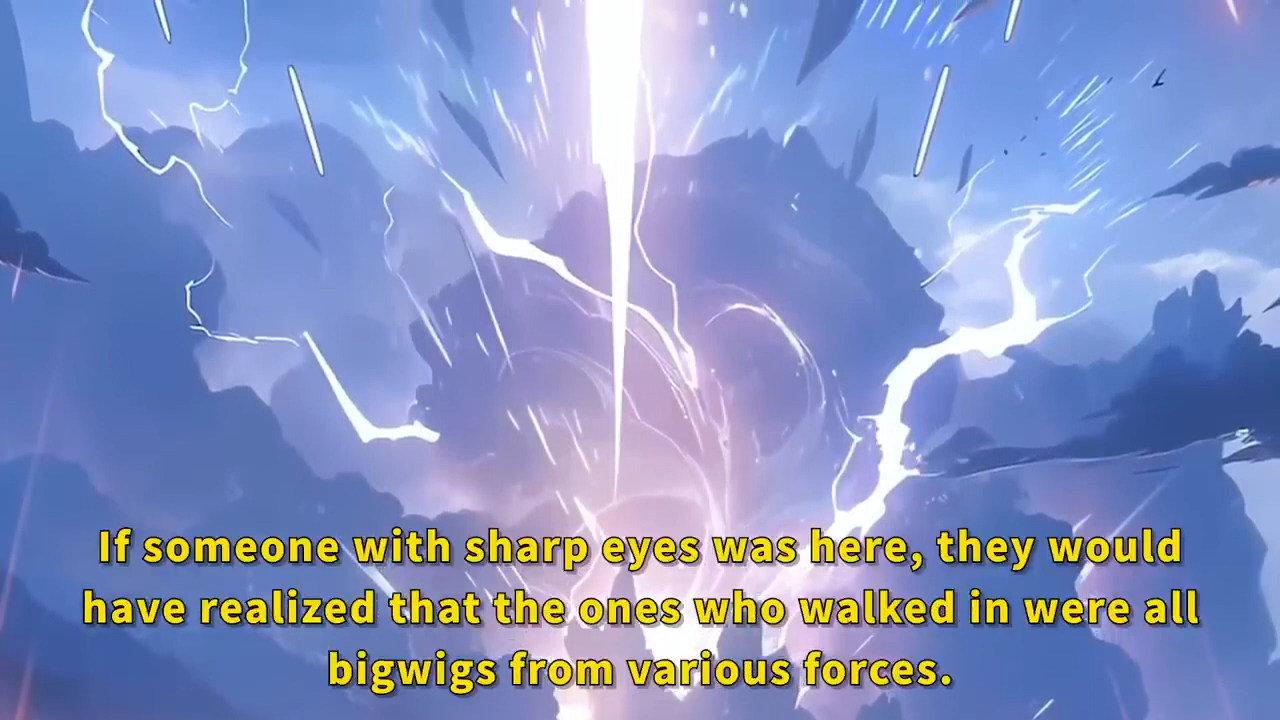 If someone with sharp eyes was here, they would
have realized that the ones who walked in were all
bigwigs from various forces.